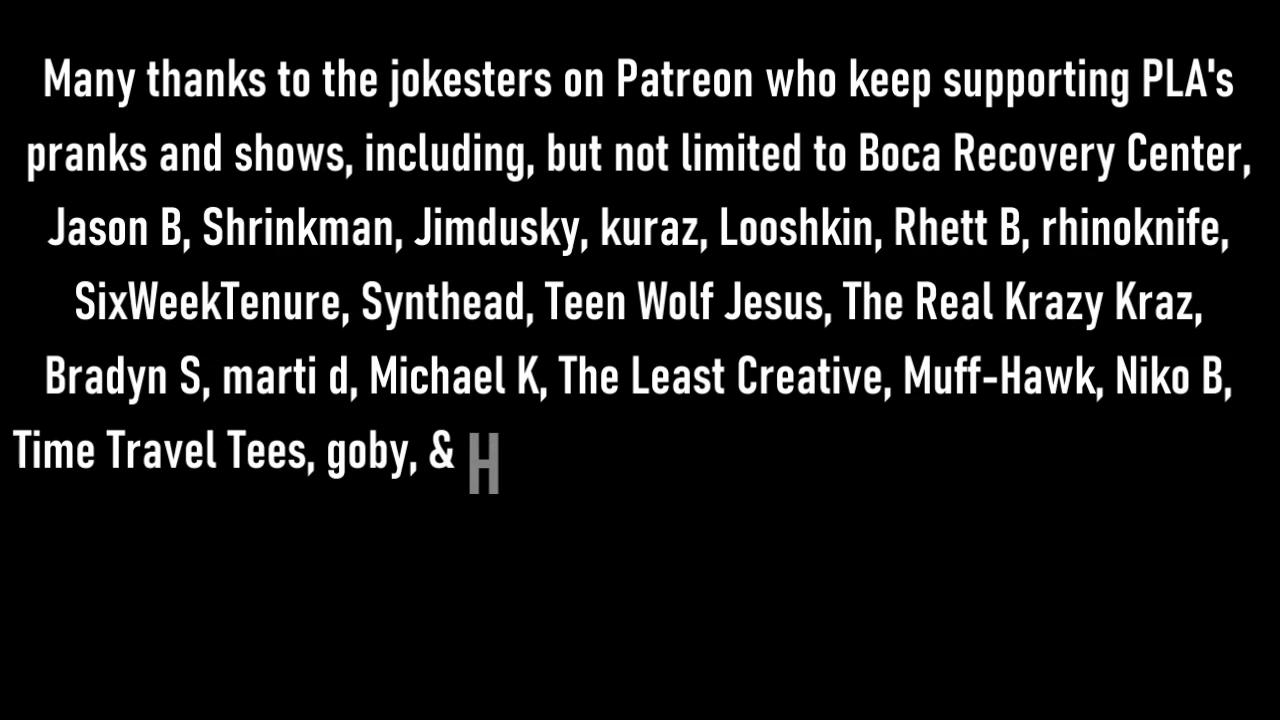 Many thanks to the jokesters on Patreon who keep supporting PLA's
pranks and shows, including, but not limited to Boca Recovery Center,
Jason B, Shrinkman, Jimdusky, kuraz, Looshkin, Rhett B, rhinoknife,
SixWeekTenure, Synthead, Teen Wolf Jesus, The Real Krazy Kraz,
Bradyn S, marti d, Michael K, The Least Creative, Muff-Hawk, Niko B,
Time Travel Tees, goby, & H